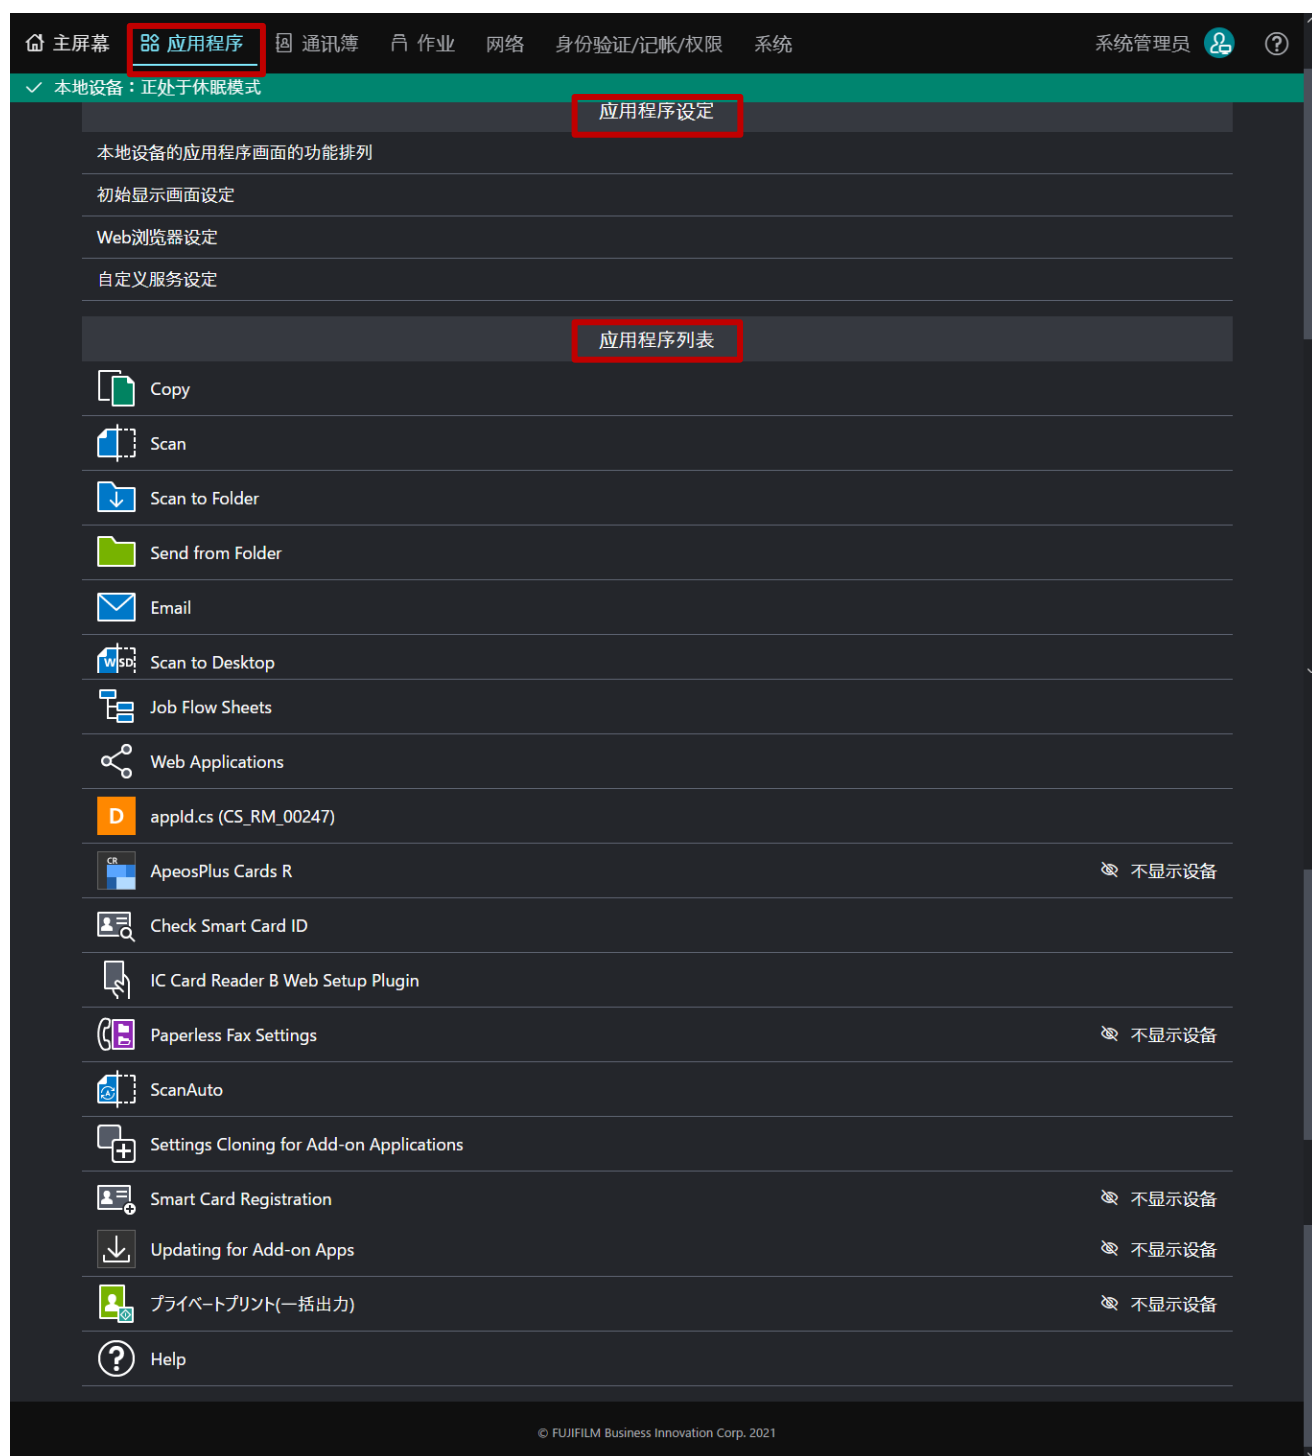 主屏幕 应用程序 通讯簿 作业 网络 身份验证/记帐/权限 系统 系统管理员
本地设备：正处于休眠模式
应用程序设定
本地设备的应用程序画面的功能排列
初始显示画面设定
Web浏览器设定
自定义服务设定
应用程序列表
Copy
Scan
Scan to Folder
Send from Folder
Email
WSD Scan to Desktop
Job Flow Sheets
Web Applications
D appId.cs (CS_RM_00247)
CR ApeosPlus Cards R 不显示设备
Check Smart Card ID
IC Card Reader B Web Setup Plugin
Paperless Fax Settings 不显示设备
ScanAuto
Settings Cloning for Add-on Applications
Smart Card Registration 不显示设备
Updating for Add-on Apps 不显示设备
プライベートプリント(一括出力) 不显示设备
Help
© FUJIFILM Business Innovation Corp. 2021